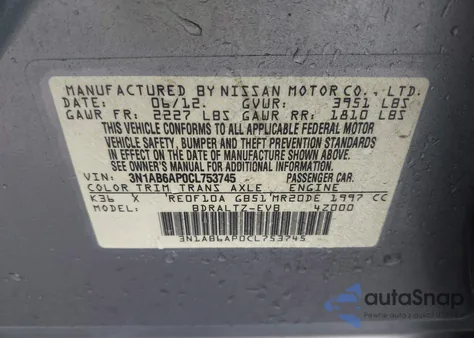 MANUFACTURED BY NISSAN MOTOR CO., LTD.
DATE: 06/12. GVWR: 3951 LBS
GAWR FR: 2227 LBS GAWR RR: 1810 LBS
THIS VEHICLE CONFORMS TO ALL APPLICABLE FEDERAL MOTOR
VEHICLE SAFETY, BUMPER, AND THEFT PREVENTION STANDARDS
IN EFFECT ON THE DATE OF MANUFACTURE SHOWN ABOVE.
SEE OWNER'S MANUAL FOR ADDITIONAL INFORMATION
VIN: 3N1AB6AP0CL753745 PASSENGER CAR
COLOR TRIM TRANS AXLE ENGINE
K36 X 'RE0F10A GB51'MR20DE 1997 CC
MODEL: BDRALTZ-EVB 4Z000
3N1AB6AP0CL753745
autoSnap